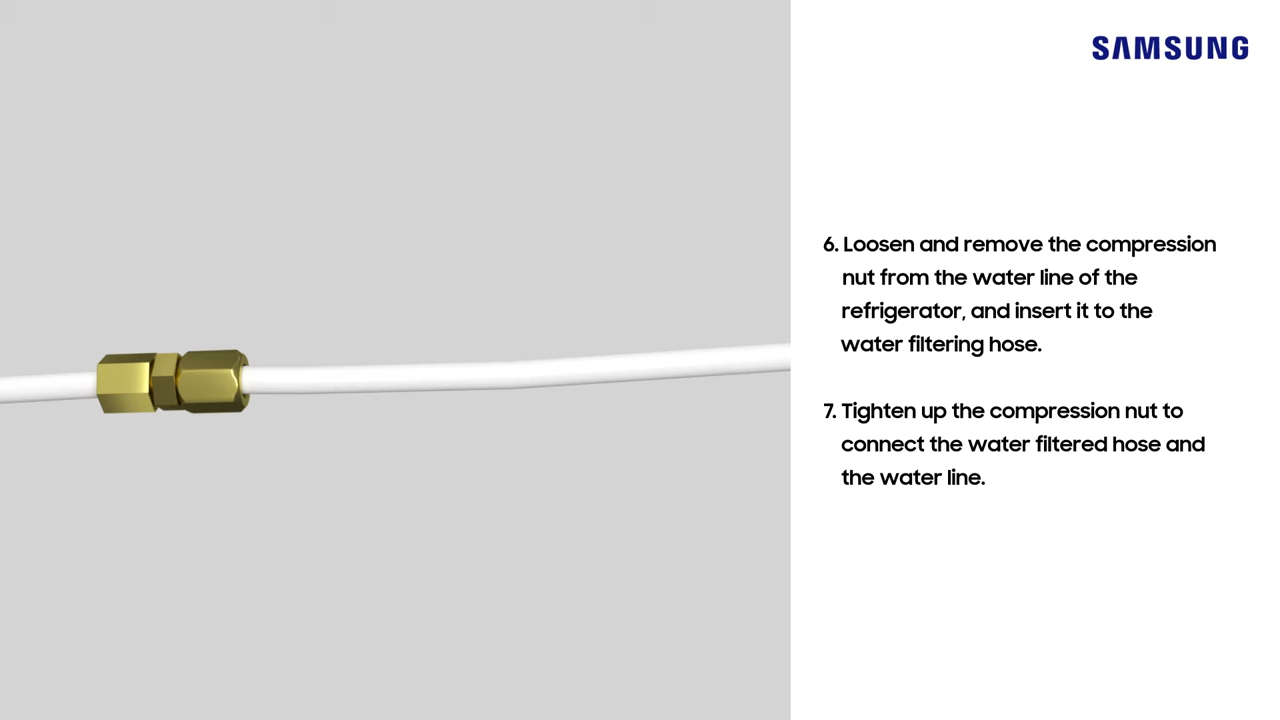 SAMSUNG
6. Loosen and remove the compression
nut from the water line of the
refrigerator, and insert it to the
water filtering hose.
7. Tighten up the compression nut to
connect the water filtered hose and
the water line.